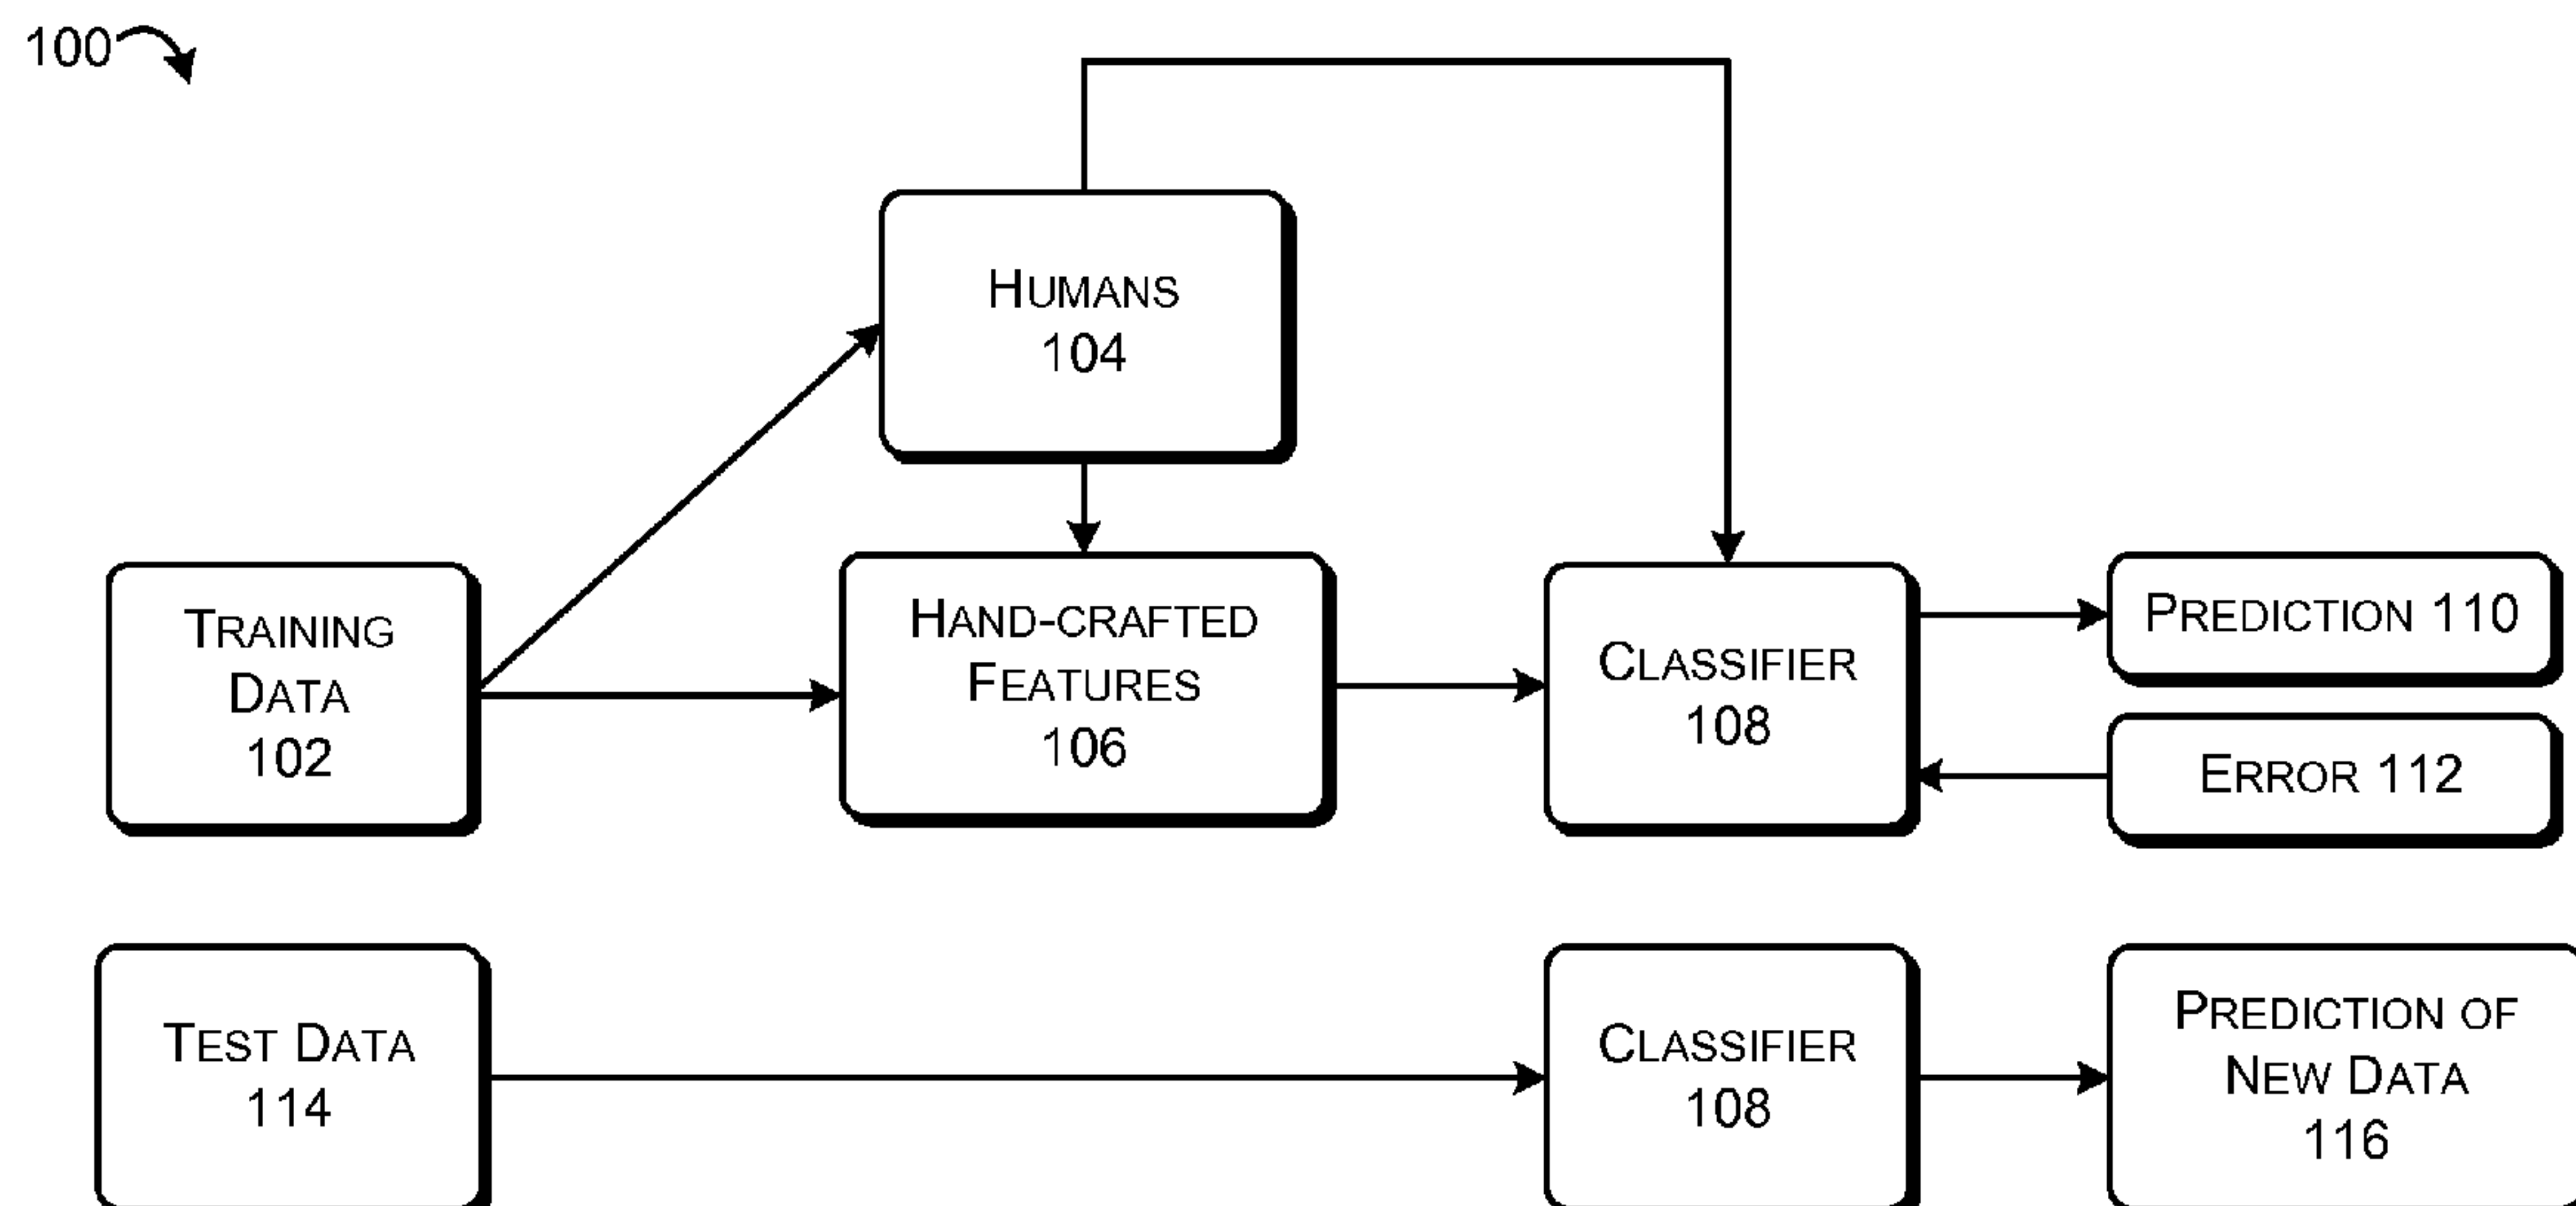 100
HUMANS
104
TRAINING
DATA
102
HAND-CRAFTED
FEATURES
106
CLASSIFIER
108
PREDICTION 110
ERROR 112
TEST DATA
114
CLASSIFIER
108
PREDICTION OF
NEW DATA
116